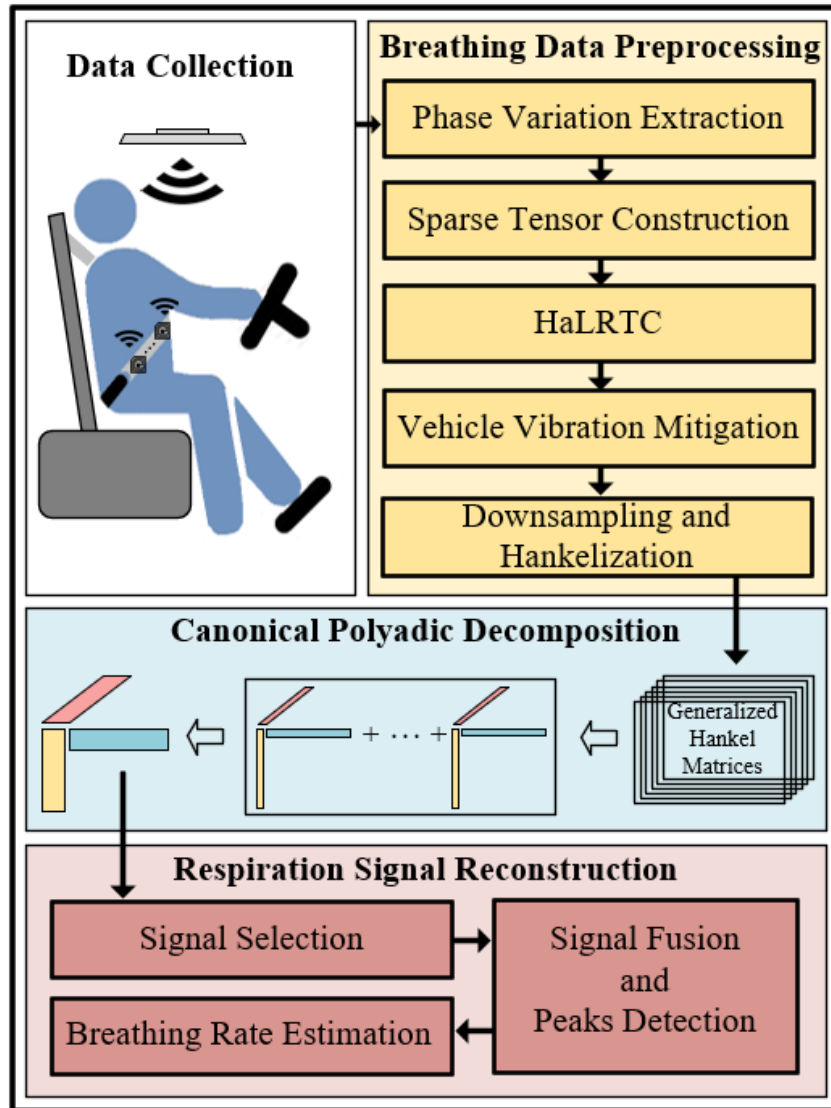 Data Collection
Breathing Data Preprocessing
Phase Variation Extraction
Sparse Tensor Construction
HaLRTC
Vehicle Vibration Mitigation
Downsampling and
Hankelization
Canonical Polyadic Decomposition
+ ... +
Generalized
Hankel
Matrices
Respiration Signal Reconstruction
Signal Selection
Signal Fusion
and
Peaks Detection
Breathing Rate Estimation